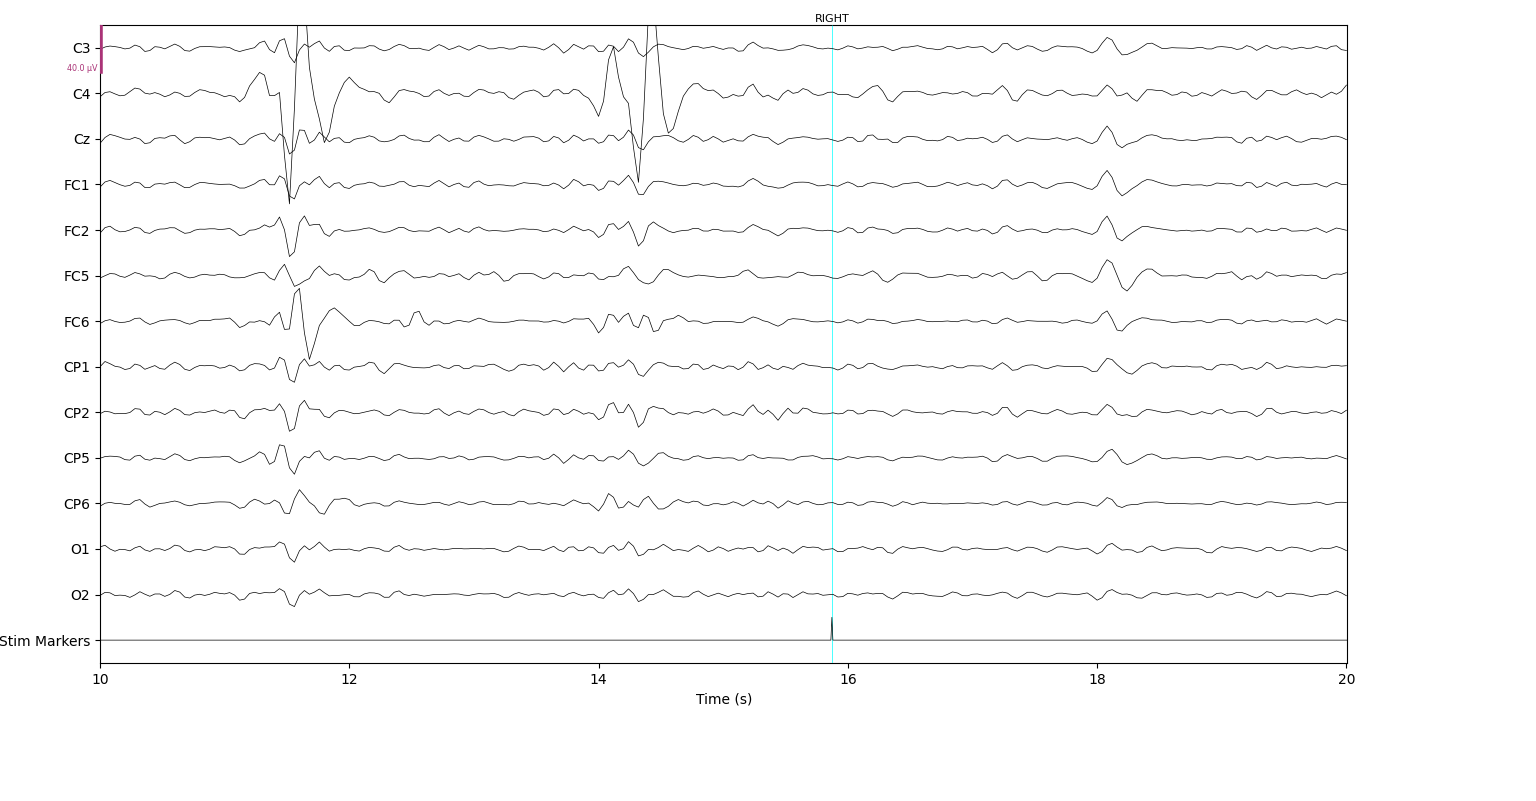 RIGHT
C3
40.0 µV
C4
Cz
FC1
FC2
FC5
FC6
CP1
CP2
CP5
CP6
O1
O2
Stim Markers
10 12 14 16 18 20
Time (s)